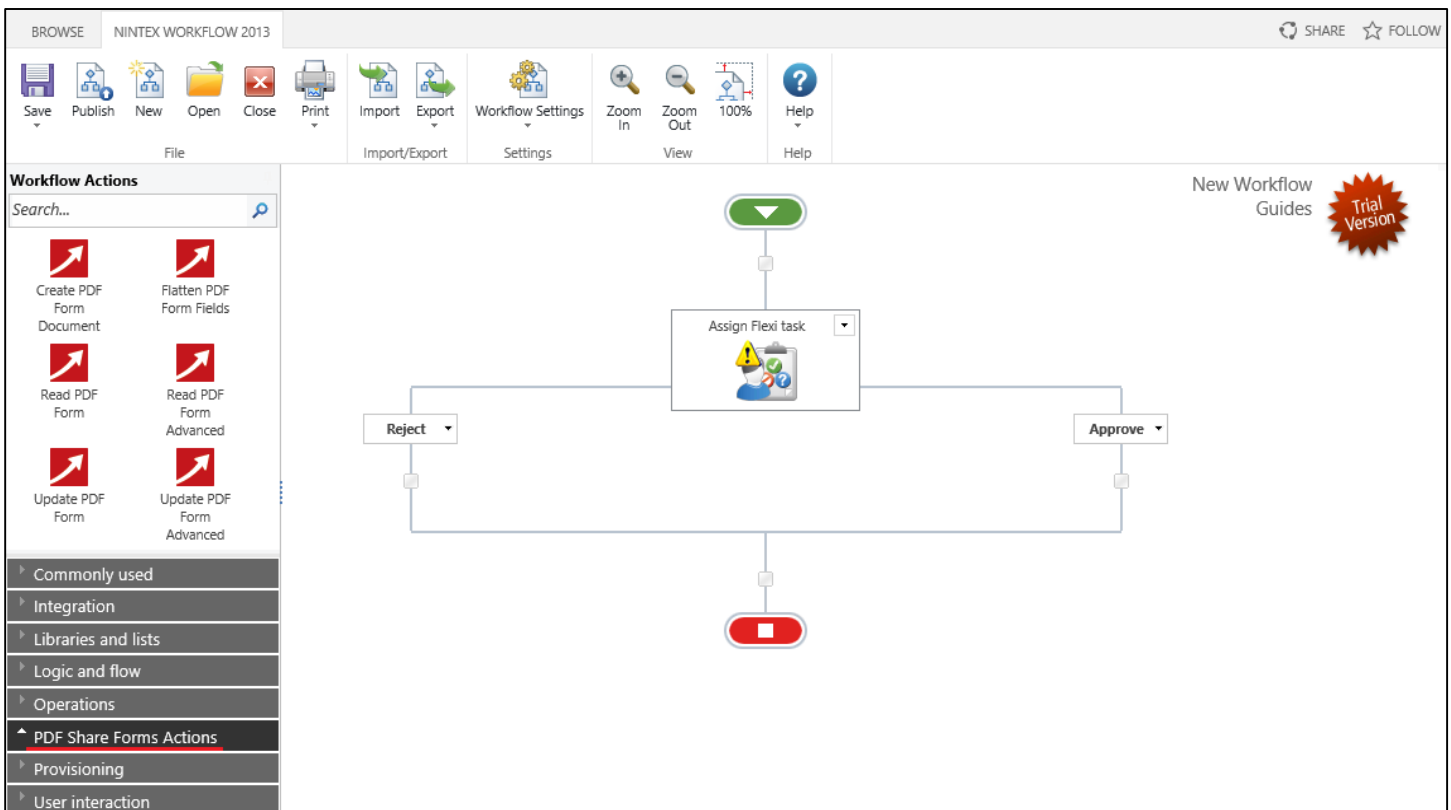 BROWSE
NINTEX WORKFLOW 2013
SHARE
FOLLOW
Save
Publish
New
Open
Close
Print
Import
Export
Workflow Settings
Zoom
In
Zoom
Out
100%
Help
File
Import/Export
Settings
View
Help
Workflow Actions
Search...
Create PDF
Form
Document
Flatten PDF
Form Fields
Read PDF
Form
Read PDF
Form
Advanced
Update PDF
Form
Update PDF
Form
Advanced
Commonly used
Integration
Libraries and lists
Logic and flow
Operations
PDF Share Forms Actions
Provisioning
User interaction
New Workflow
Guides
Trial
Version
Assign Flexi task
Reject
Approve